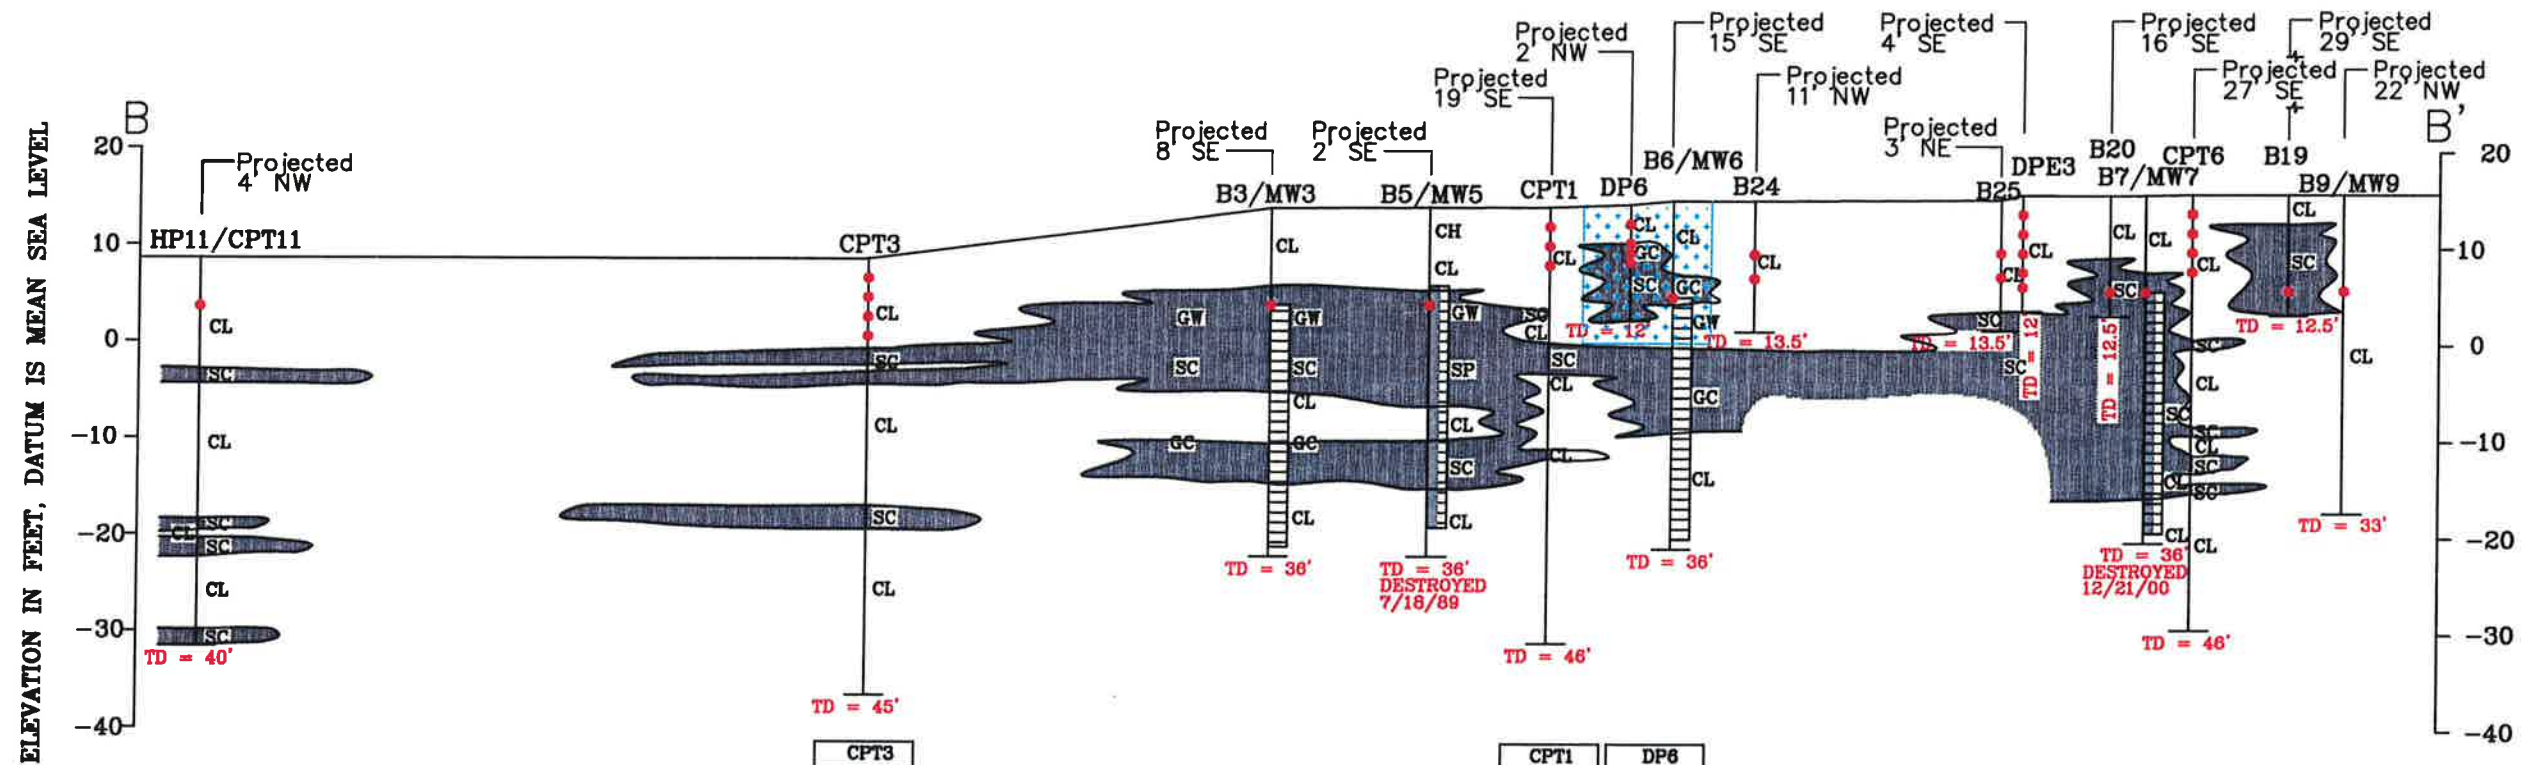 ELEVATION IN FEET, DATUM IS MEAN SEA LEVEL
B
B'
20
10
0
-10
-20
-30
-40
20
10
0
-10
-20
-30
-40
Projected
4' NW
HP11/CPT11
CL
SC
CL
SC
CL
SC
CL
SC
TD = 40'
CPT3
CL
SC
CL
SC
CL
TD = 45'
CPT3
Projected
8' SE
B3/MW3
CL
GW
GW
SC
SC
CL
GC
GC
CL
TD = 36'
Projected
2' SE
B5/MW5
CH
CL
GW
SP
CL
SC
CL
TD = 36'
DESTROYED
7/18/89
Projected
19' SE
CPT1
CL
SC
CL
SC
CL
CL
TD = 46'
CPT1
Projected
2' NW
DP6
CL
GC
SC
TD = 12'
DP6
Projected
15' SE
B6/MW6
CL
GC
GW
GC
CL
TD = 36'
Projected
11' NW
B24
CL
TD = 13.5'
Projected
3' NE
B25
CL
SC
TD = 13.5'
SC
Projected
4' SE
DPE3
CL
TD = 12'
Projected
16' SE
B20
CL
SC
TD = 12.5'
B7/MW7
CL
SC
CL
CL
TD = 36'
DESTROYED
12/21/00
Projected
27' SE
CPT6
CL
SC
CL
SC
CL
SC
SC
CL
TD = 46'
Projected
29' SE
B19
CL
SC
TD = 12.5'
Projected
22' NW
B9/MW9
CL
TD = 33'